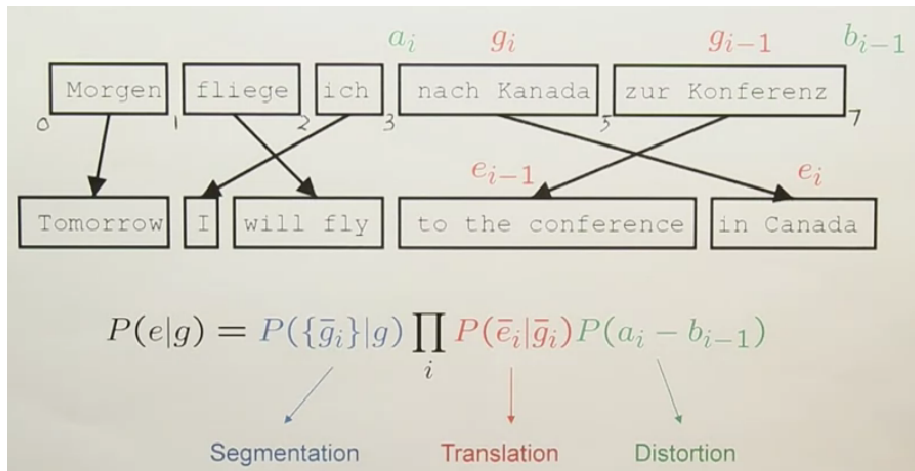 a_i g_i g_{i-1} b_{i-1}
Morgen fliege ich nach Kanada zur Konferenz
0 1 2 3 5 7
e_{i-1} e_i
Tomorrow I will fly to the conference in Canada
P(e|g) = P({ḡ_i}|g) ∏_i P(ē_i|ḡ_i)P(a_i − b_{i-1})
Segmentation Translation Distortion